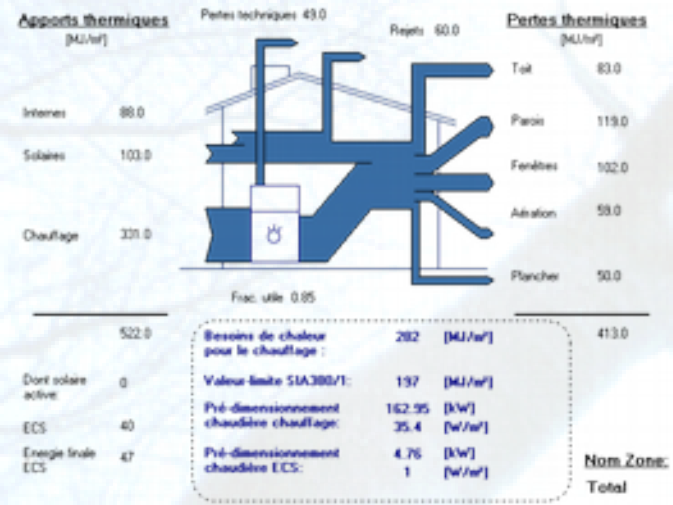 Apports thermiques
[MJ/m²]
Pertes techniques 49.0
Rejets 60.0
Pertes thermiques
[MJ/m²]
Toit 83.0
Internes 88.0
Parois 119.0
Solaires 103.0
Fenêtres 102.0
Aération 59.0
Chauffage 331.0
Plancher 50.0
Frac. utile 0.85
522.0
413.0
Besoins de chaleur
pour le chauffage : 282 [MJ/m²]
Dont solaire
active: 0
Valeur-limite SIA380/1: 197 [MJ/m²]
Pré-dimensionnement 162.95 [kW]
chaudière chauffage: 35.4 [W/m²]
ECS 40
Energie finale 47
ECS
Pré-dimensionnement 4.76 [kW]
chaudière ECS: 1 [W/m²]
Nom Zone:
Total